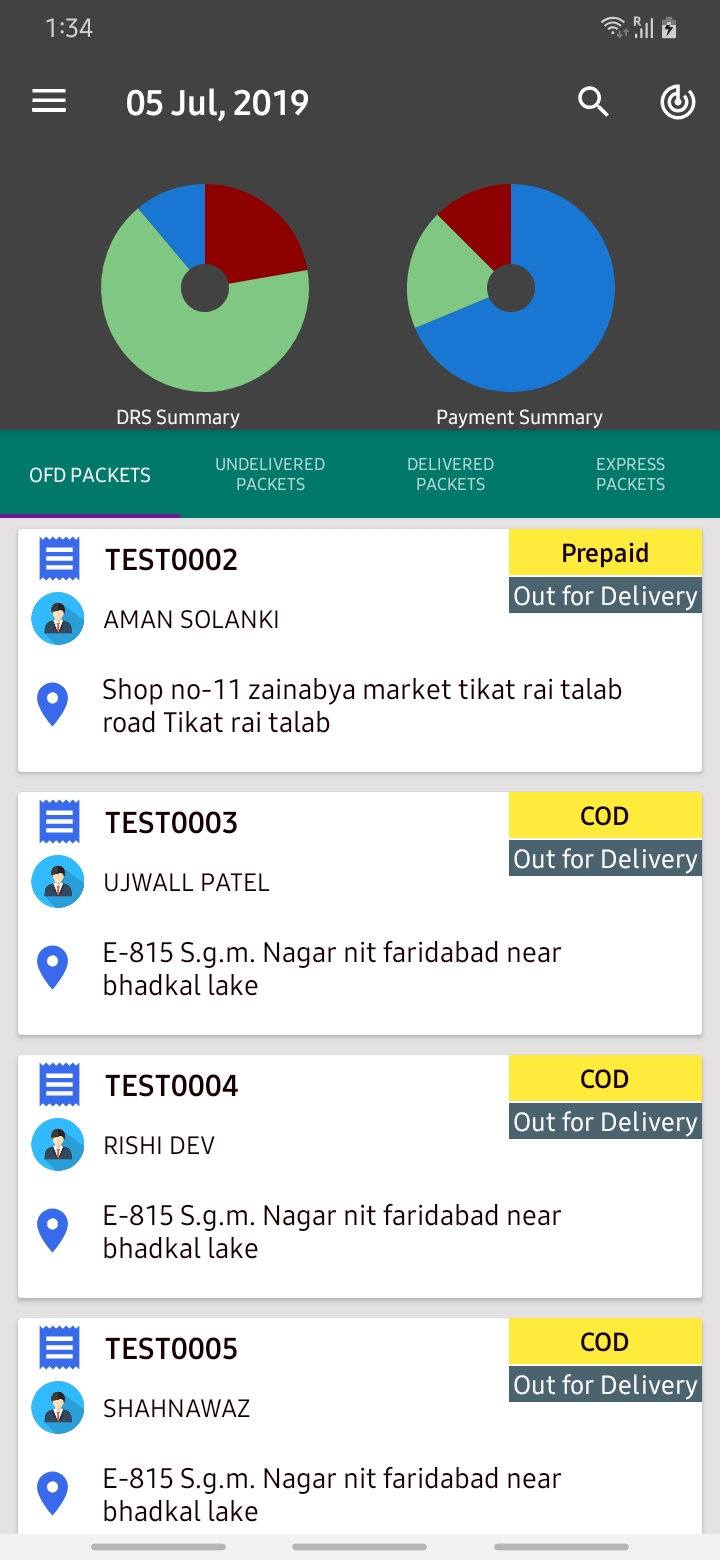 1:34
R
05 Jul, 2019
DRS Summary
Payment Summary
OFD PACKETS
UNDELIVERED
PACKETS
DELIVERED
PACKETS
EXPRESS
PACKETS
TEST0002
Prepaid
Out for Delivery
AMAN SOLANKI
Shop no-11 zainabya market tikat rai talab
road Tikat rai talab
TEST0003
COD
Out for Delivery
UJWALL PATEL
E-815 S.g.m. Nagar nit faridabad near
bhadkal lake
TEST0004
COD
Out for Delivery
RISHI DEV
E-815 S.g.m. Nagar nit faridabad near
bhadkal lake
TEST0005
COD
Out for Delivery
SHAHNAWAZ
E-815 S.g.m. Nagar nit faridabad near
bhadkal lake